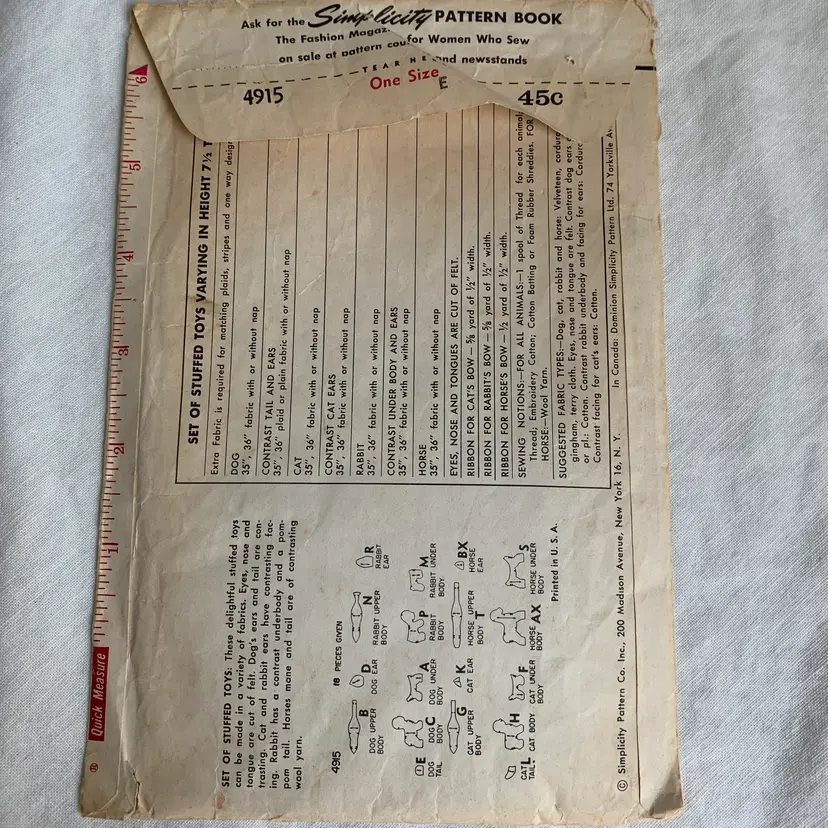 Ask for the Simplicity PATTERN BOOK
The Fashion Magaz for Women Who Sew
on sale at pattern cou and newsstands
YEAR
One Size
E
4915
45c
Quick Measure
®
1
2
3
4
5
6
SET OF STUFFED TOYS: These delightful stuffed toys
can be made in a variety of fabrics. Eyes, nose and
tongue are cut of felt. Dog's ears and tail are con-
trasting. Cat and rabbit ears have contrasting fac-
ing. Rabbit has a contrast underbody and a pom-
pom tail. Horses mane and tail are of contrasting
wool yarn.
4915 18 PIECES GIVEN
B
DOG UPPER
BODY
D
DOG EAR
N
RABBIT UPPER
BODY
R
RABBIT
EAR
E
DOG
TAIL
C
DOG
BODY
A
DOG UNDER
BODY
P
RABBIT
BODY
M
RABBIT UNDER
BODY
G
CAT UPPER
BODY
K
CAT EAR
T
HORSE UPPER
BODY
BX
HORSE
EAR
L
CAT
TAIL
H
CAT BODY
F
CAT UNDER
BODY
AX
HORSE
BODY
S
HORSE UNDER
BODY
Printed in U. S. A.
SET OF STUFFED TOYS VARYING IN HEIGHT 7½ T
Extra Fabric is required for matching plaids, stripes and one way desig
DOG
35", 36" fabric with or without nap
CONTRAST TAIL AND EARS
35", 36" plaid or plain fabric with or without nap
CAT
35", 36" fabric with or without nap
CONTRAST CAT EARS
35", 36" fabric with or without nap
RABBIT
35", 36" fabric with or without nap
CONTRAST UNDER BODY AND EARS
35", 36" fabric with or without nap
HORSE
35", 36" fabric with or without nap
EYES, NOSE AND TONGUES ARE CUT OF FELT.
RIBBON FOR CAT'S BOW — ⅝ yard of ½" width.
RIBBON FOR RABBIT'S BOW — ⅝ yard of ½" width.
RIBBON FOR HORSE'S BOW — ½ yard of ½" width.
SEWING NOTIONS:—FOR ALL ANIMALS:—1 spool of Thread for each animal
Thread; Embroidery Cotton; Cotton Batting or Foam Rubber Shreddies. FOR
HORSE—Wool Yarn.
SUGGESTED FABRIC TYPES:—Dog, cat, rabbit and horse: Velveteen, cordur
gingham, terry cloth. Eyes, nose and tongue are felt. Contrast dog ears
or pl.: Cotton. Contrast rabbit underbody and facing for ears: Cordurc
Contrast facing for cat's ears: Cotton.
© Simplicity Pattern Co. Inc., 200 Madison Avenue, New York 16, N. Y. In Canada: Dominion Simplicity Pattern Ltd. 74 Yorkville Av